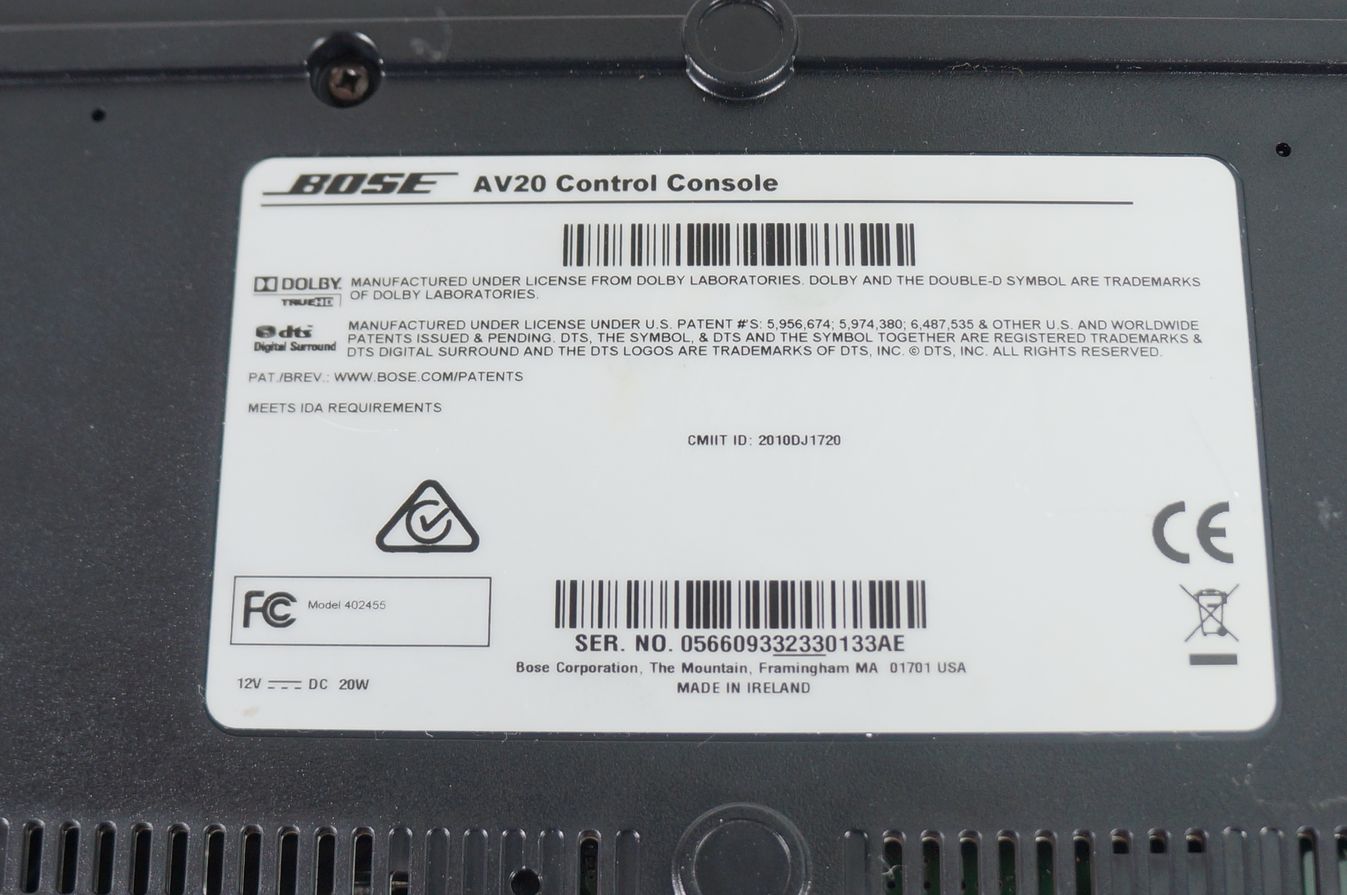 BOSE AV20 Control Console
DOLBY TRUEHD
MANUFACTURED UNDER LICENSE FROM DOLBY LABORATORIES. DOLBY AND THE DOUBLE-D SYMBOL ARE TRADEMARKS
OF DOLBY LABORATORIES.
dts Digital Surround
MANUFACTURED UNDER LICENSE UNDER U.S. PATENT #'S: 5,956,674; 5,974,380; 6,487,535 & OTHER U.S. AND WORLDWIDE
PATENTS ISSUED & PENDING. DTS, THE SYMBOL, & DTS AND THE SYMBOL TOGETHER ARE REGISTERED TRADEMARKS &
DTS DIGITAL SURROUND AND THE DTS LOGOS ARE TRADEMARKS OF DTS, INC. © DTS, INC. ALL RIGHTS RESERVED.
PAT./BREV.: WWW.BOSE.COM/PATENTS
MEETS IDA REQUIREMENTS
CMIIT ID: 2010DJ1720
CE
FC Model 402455
SER. NO. 056609332330133AE
Bose Corporation, The Mountain, Framingham MA 01701 USA
12V DC 20W
MADE IN IRELAND